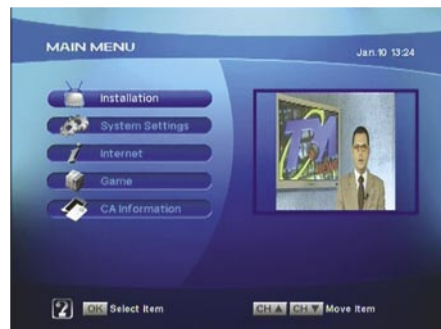 MAIN MENU
Jan.10 13:24
Installation
System Settings
Internet
Game
CA Information
? OK Select Item CH ▲ CH ▼ Move Item